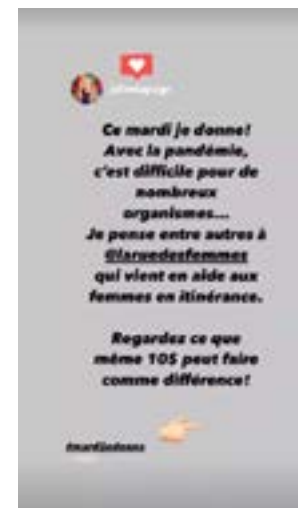 Ce mardi je donne!
Avec la pandémie,
c'est difficile pour de
nombreux
organismes...
Je pense entre autres à
@laruedesfemmes
qui vient en aide aux
femmes en itinérance.
Regardez ce que
même 10$ peut faire
comme différence!
#mardijedonne